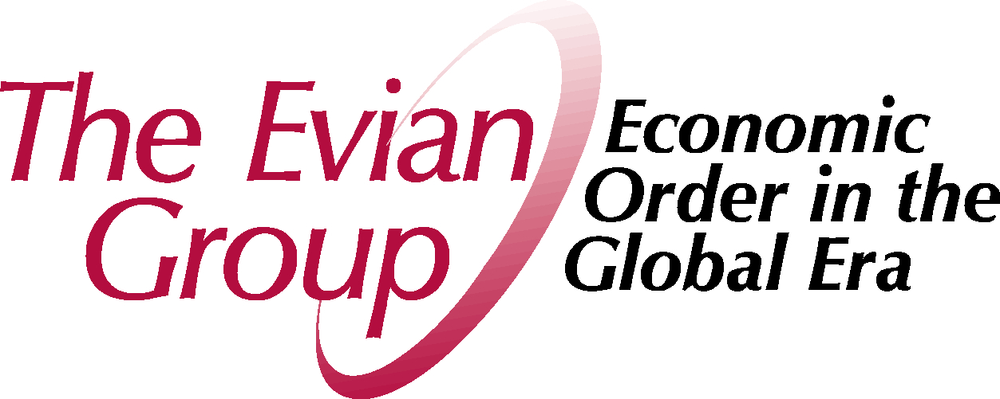 The Evian
Group
Economic
Order in the
Global Era